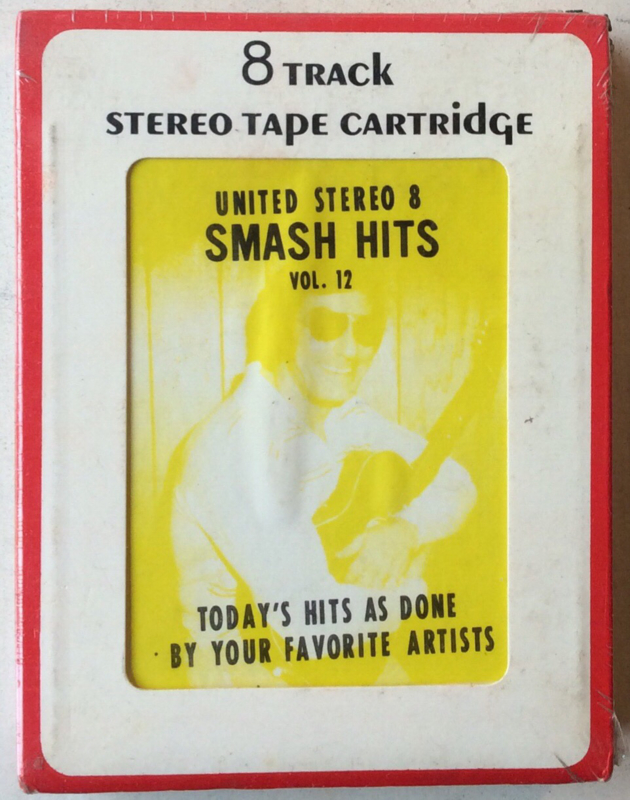 8 TRACK
STEREO TAPE CARTRIDGE
UNITED STEREO 8
SMASH HITS
VOL. 12
TODAY'S HITS AS DONE
BY YOUR FAVORITE ARTISTS